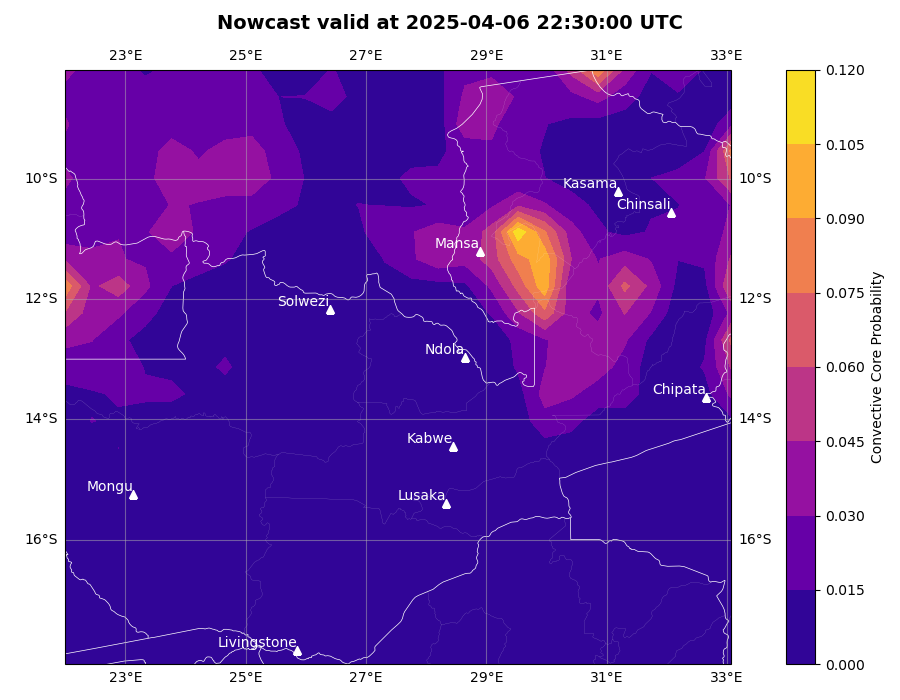 Nowcast valid at 2025-04-06 22:30:00 UTC
23°E 25°E 27°E 29°E 31°E 33°E
0.120
0.105
10°S Kasama 10°S
Chinsali
0.090
Mansa
0.075
12°S Solwezi 12°S
0.060
Ndola
Chipata
14°S 14°S
0.045
Kabwe
Mongu Lusaka
0.030
16°S 16°S
0.015
Livingstone
0.000
23°E 25°E 27°E 29°E 31°E 33°E
Convective Core Probability